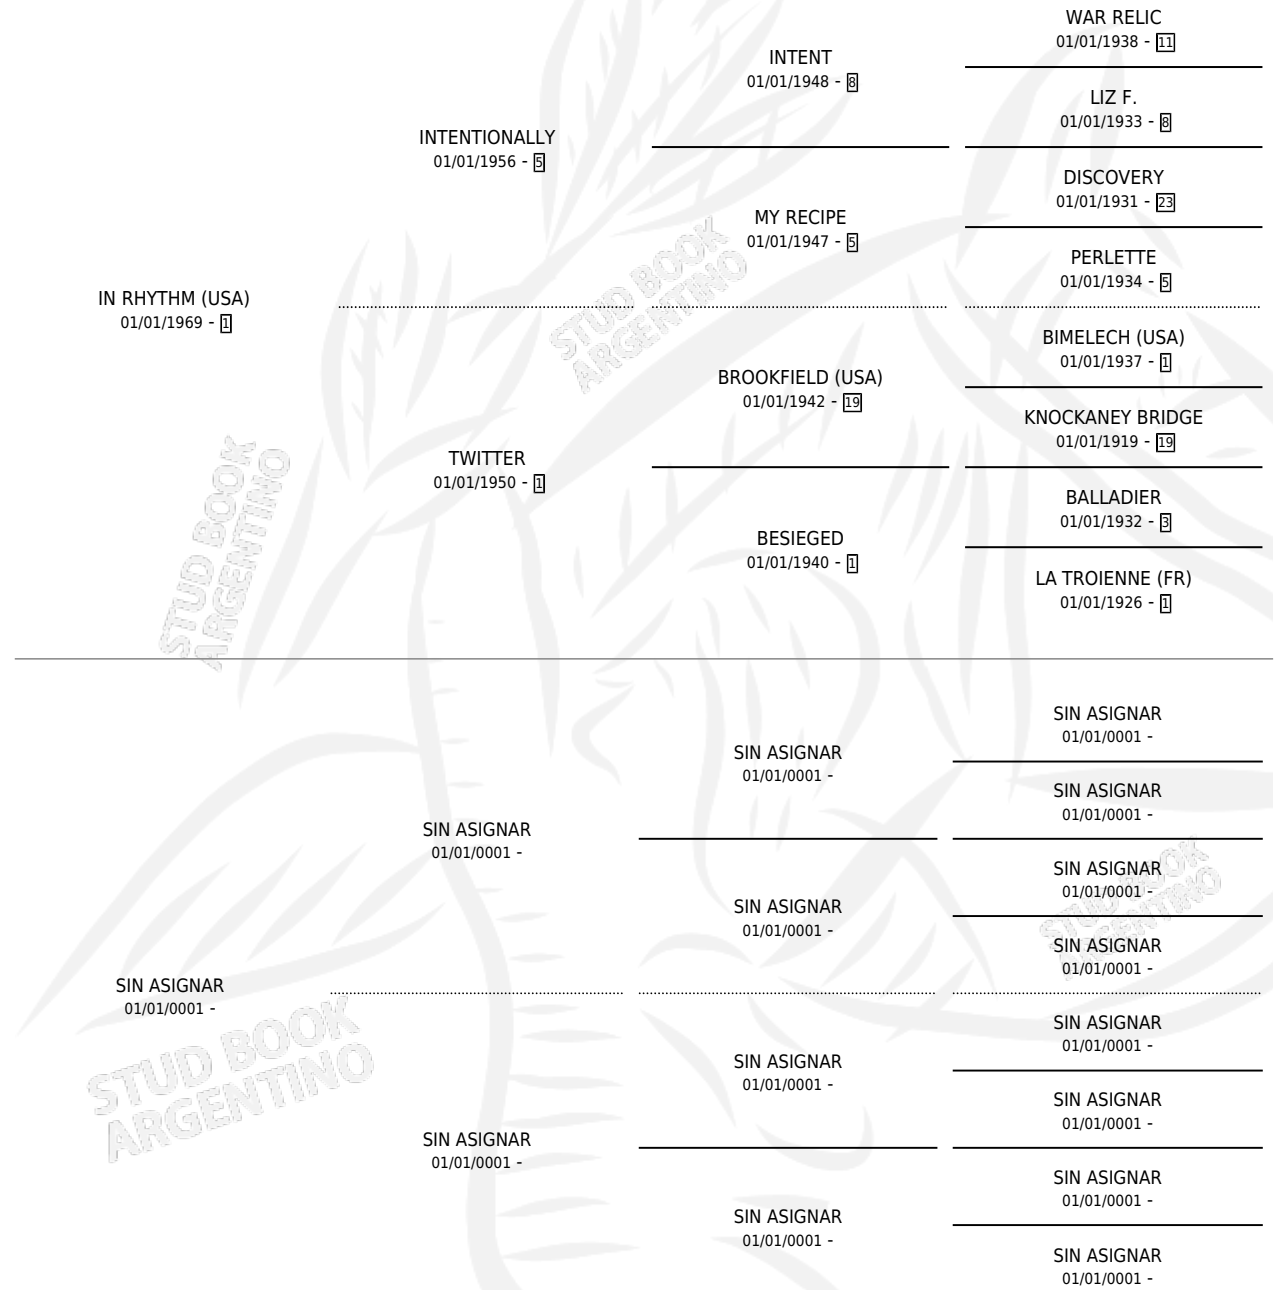 WAR RELIC
01/01/1938 - 11
INTENT
01/01/1948 - 8
LIZ F.
01/01/1933 - 8
INTENTIONALLY
01/01/1956 - 5
DISCOVERY
01/01/1931 - 23
MY RECIPE
01/01/1947 - 5
PERLETTE
01/01/1934 - 5
IN RHYTHM (USA)
01/01/1969 - 1
BIMELECH (USA)
01/01/1937 - 1
BROOKFIELD (USA)
01/01/1942 - 19
KNOCKANEY BRIDGE
01/01/1919 - 19
TWITTER
01/01/1950 - 1
BALLADIER
01/01/1932 - 3
BESIEGED
01/01/1940 - 1
LA TROIENNE (FR)
01/01/1926 - 1
STUD BOOK
ARGENTINO
STUD BOOK
ARGENTINO
SIN ASIGNAR
01/01/0001 -
SIN ASIGNAR
01/01/0001 -
SIN ASIGNAR
01/01/0001 -
SIN ASIGNAR
01/01/0001 -
SIN ASIGNAR
01/01/0001 -
SIN ASIGNAR
01/01/0001 -
SIN ASIGNAR
01/01/0001 -
SIN ASIGNAR
01/01/0001 -
SIN ASIGNAR
01/01/0001 -
SIN ASIGNAR
01/01/0001 -
SIN ASIGNAR
01/01/0001 -
SIN ASIGNAR
01/01/0001 -
SIN ASIGNAR
01/01/0001 -
SIN ASIGNAR
01/01/0001 -
SIN ASIGNAR
01/01/0001 -
STUD BOOK
ARGENTINO
STUD BOOK
ARGENTINO